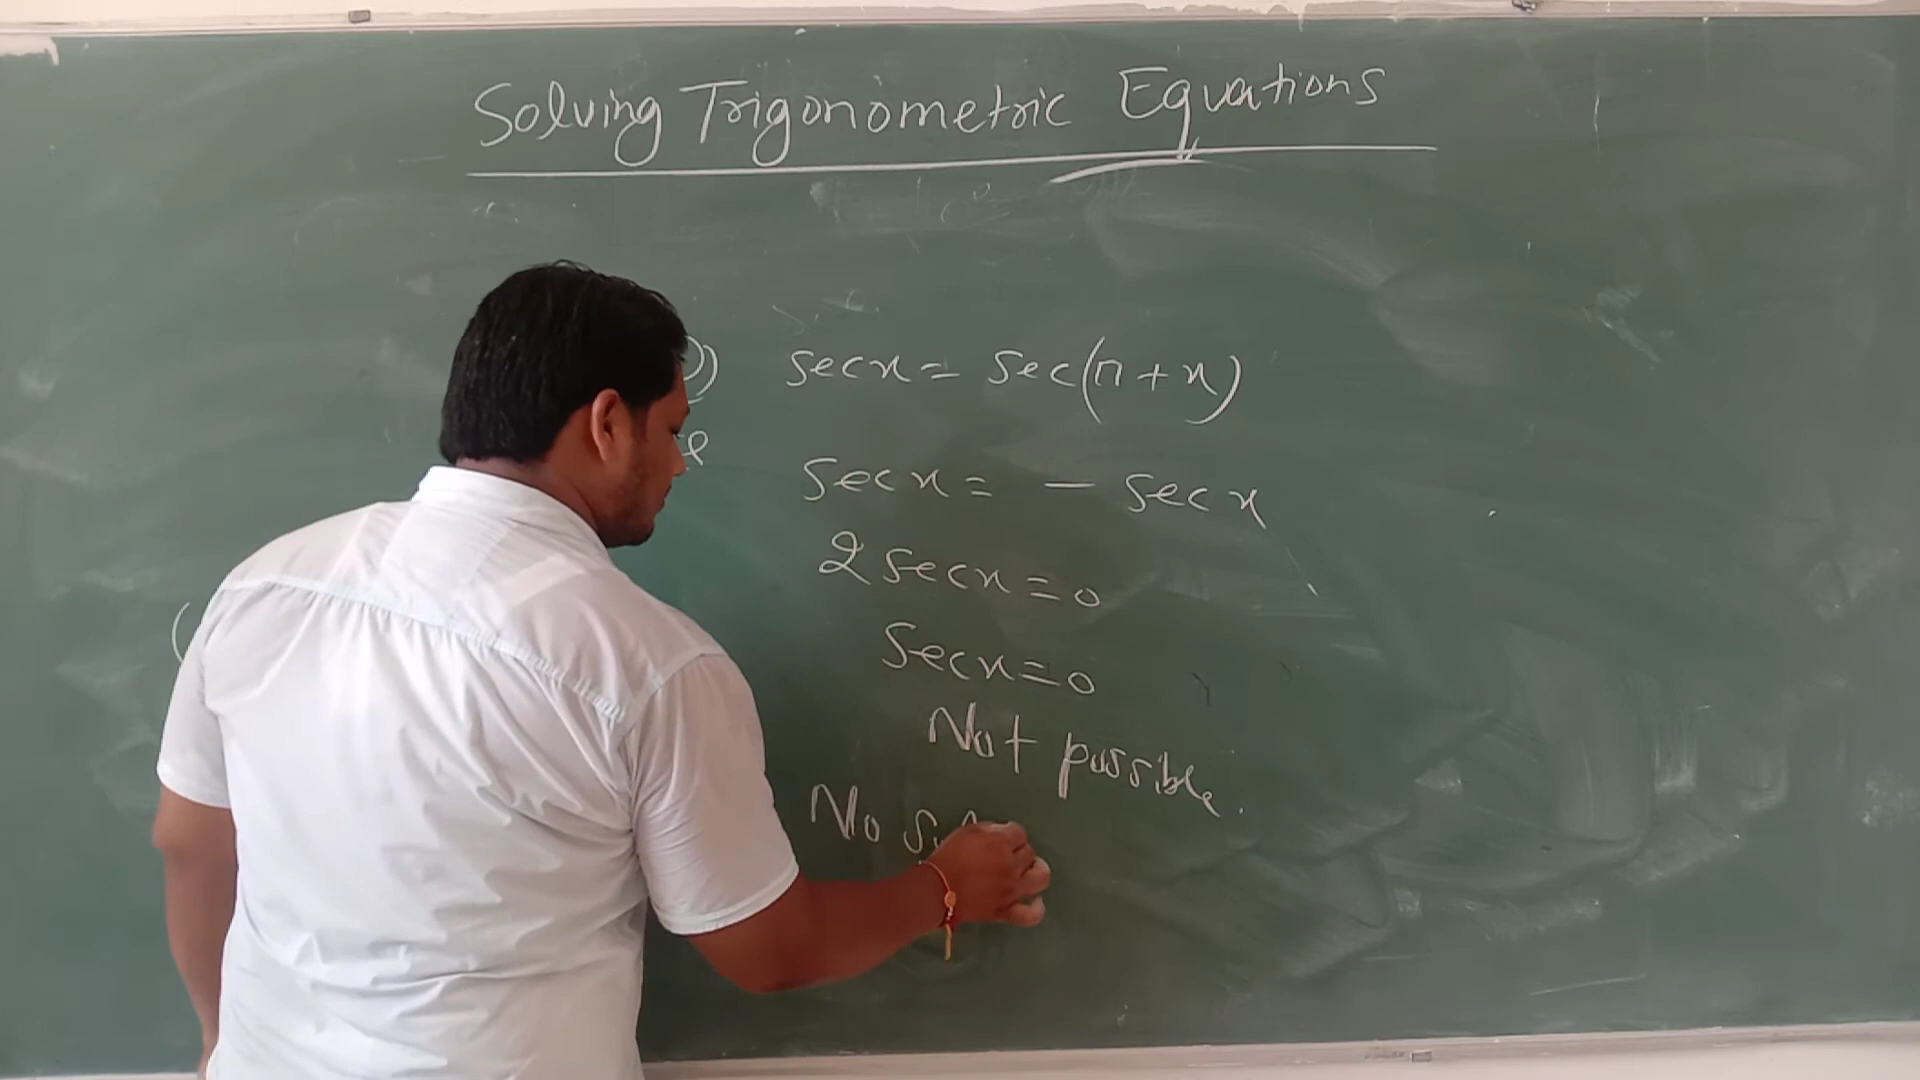 Solving Trigonometric Equations
secx = sec(π + x)
secx = - secx
2secx = 0
Secx = 0
Not possible.
No